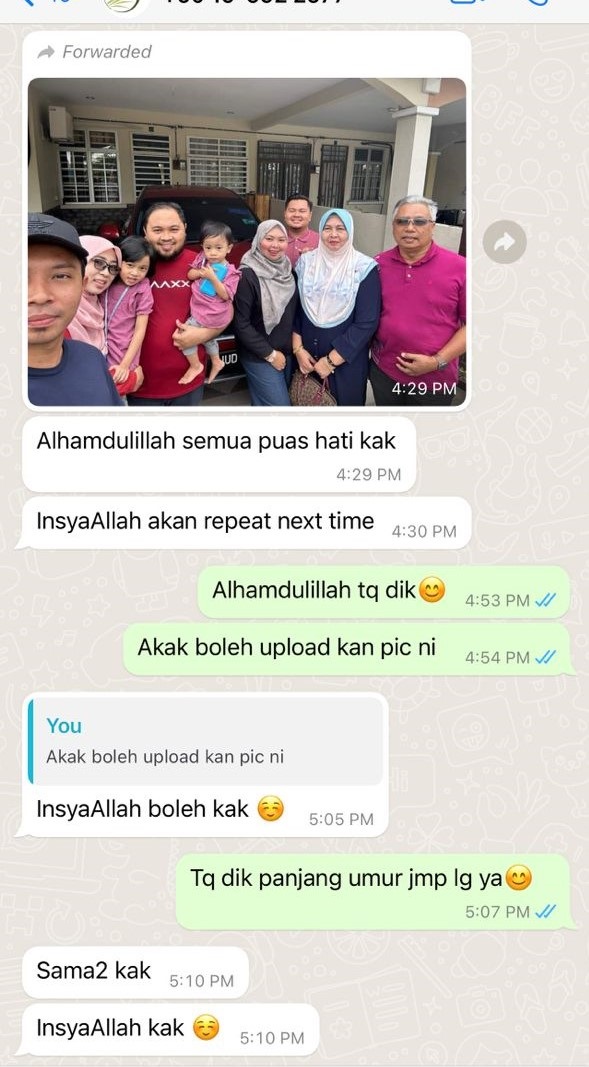 Forwarded
4:29 PM
Alhamdulillah semua puas hati kak
4:29 PM
InsyaAllah akan repeat next time 4:30 PM
Alhamdulillah tq dik😊 4:53 PM
Akak boleh upload kan pic ni 4:54 PM
You
Akak boleh upload kan pic ni
InsyaAllah boleh kak ☺️ 5:05 PM
Tq dik panjang umur jmp lg ya😊
5:07 PM
Sama2 kak 5:10 PM
InsyaAllah kak ☺️ 5:10 PM